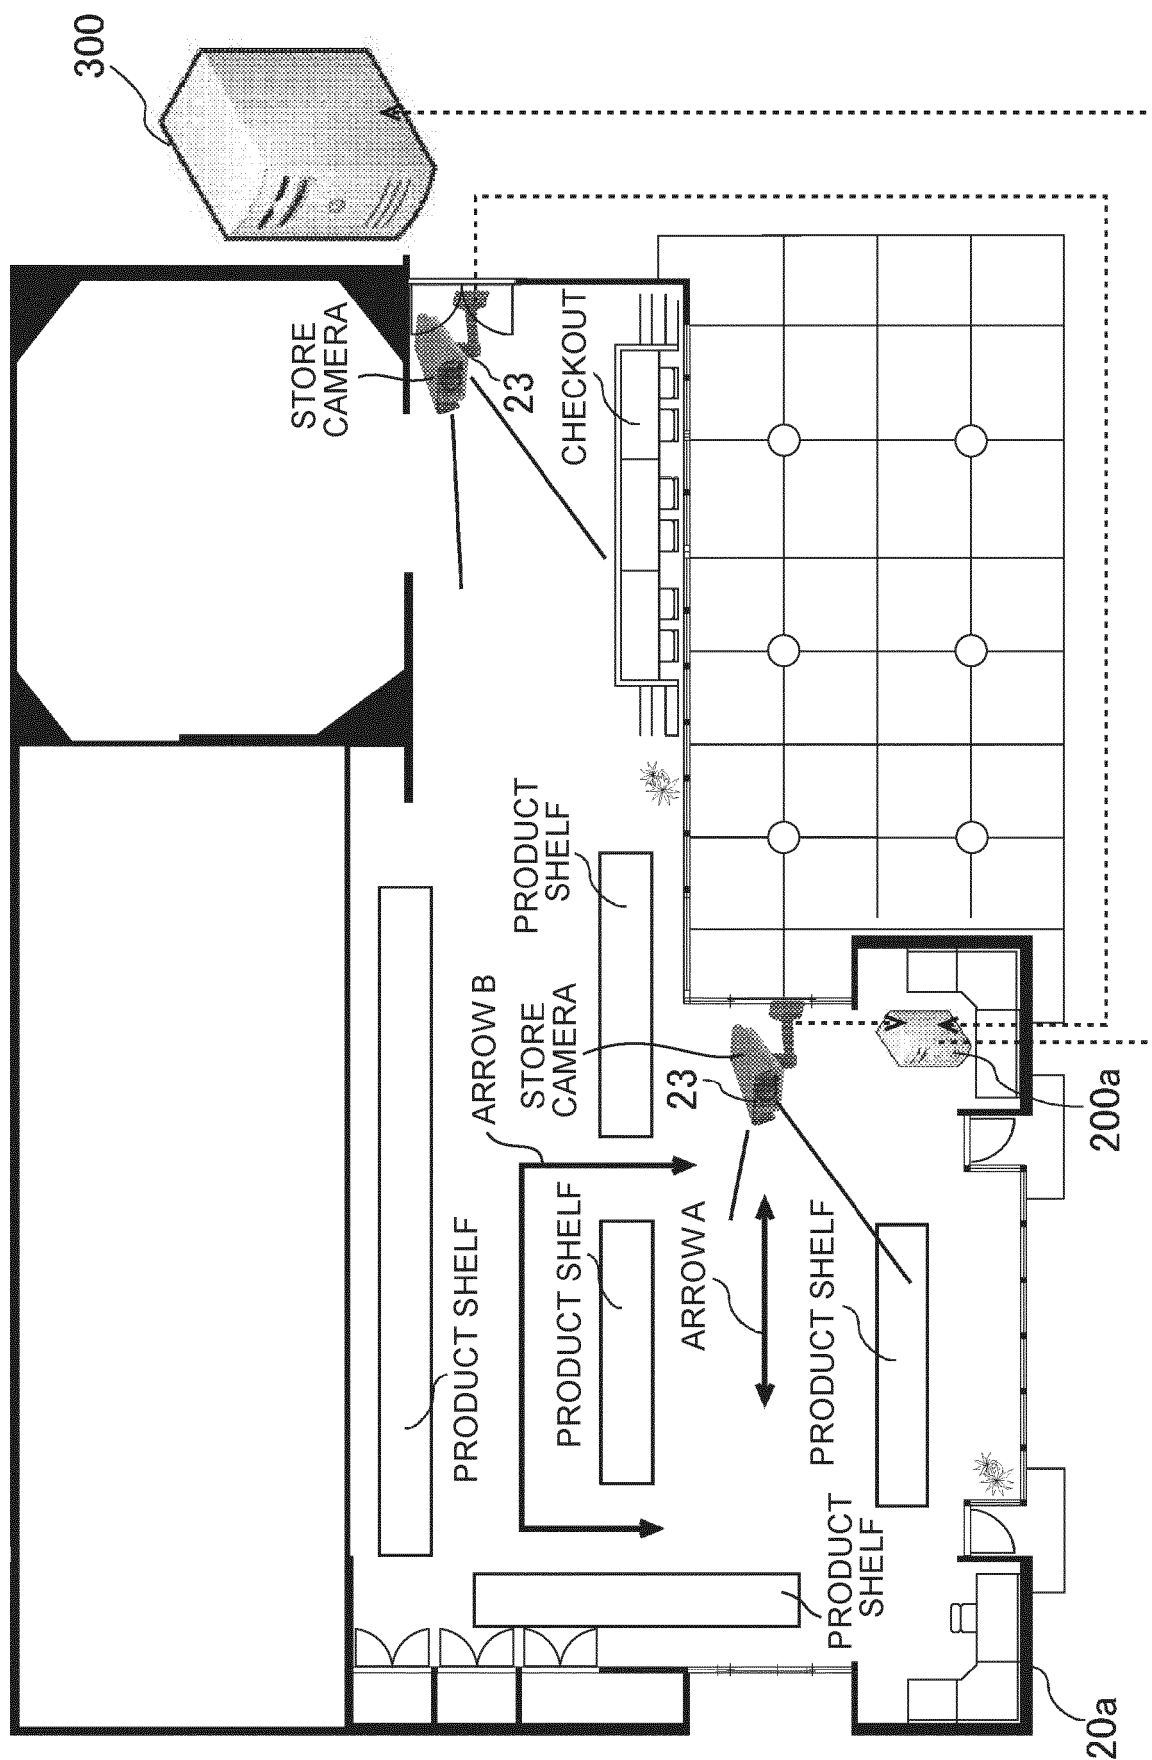 300
STORE
CAMERA
23
CHECKOUT
PRODUCT
SHELF
ARROW B
STORE
CAMERA
23
200a
PRODUCT SHELF
PRODUCT SHELF
ARROW A
PRODUCT SHELF
PRODUCT
SHELF
20a